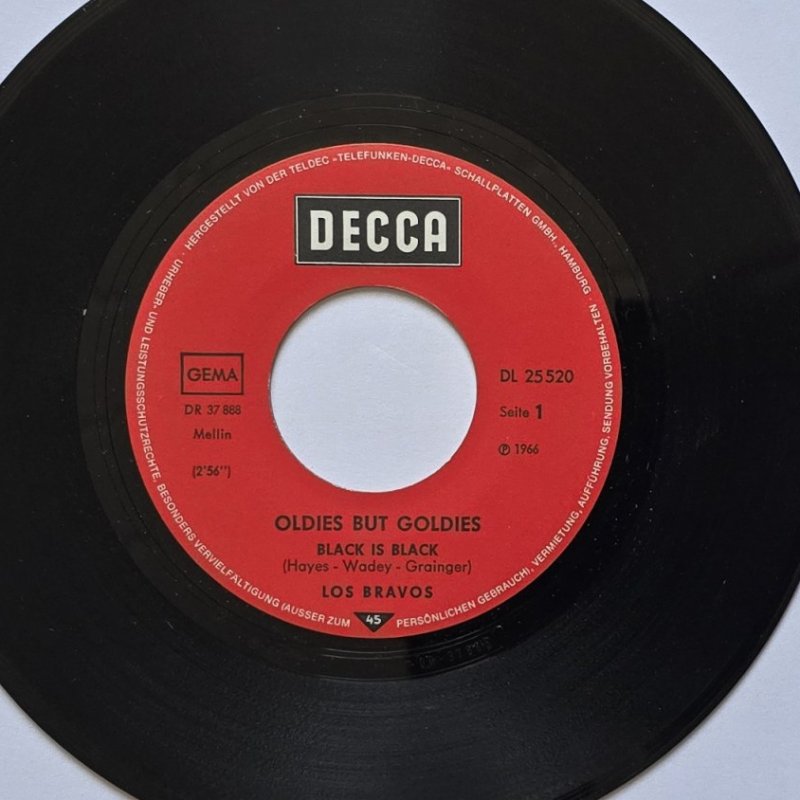 · HERGESTELLT VON DER TELDEC »TELEFUNKEN-DECCA« SCHALLPLATTEN GMBH., HAMBURG · URHEBER- UND LEISTUNGSSCHUTZRECHTE, BESONDERS VERVIELFÄLTIGUNG (AUSSER ZUM PERSÖNLICHEN GEBRAUCH), VERMIETUNG, AUFFÜHRUNG, SENDUNG VORBEHALTEN ·
DECCA
GEMA
DR 37 888
Mellin
(2'56")
DL 25 520
Seite 1
℗ 1966
OLDIES BUT GOLDIES
BLACK IS BLACK
(Hayes - Wadey - Grainger)
LOS BRAVOS
45